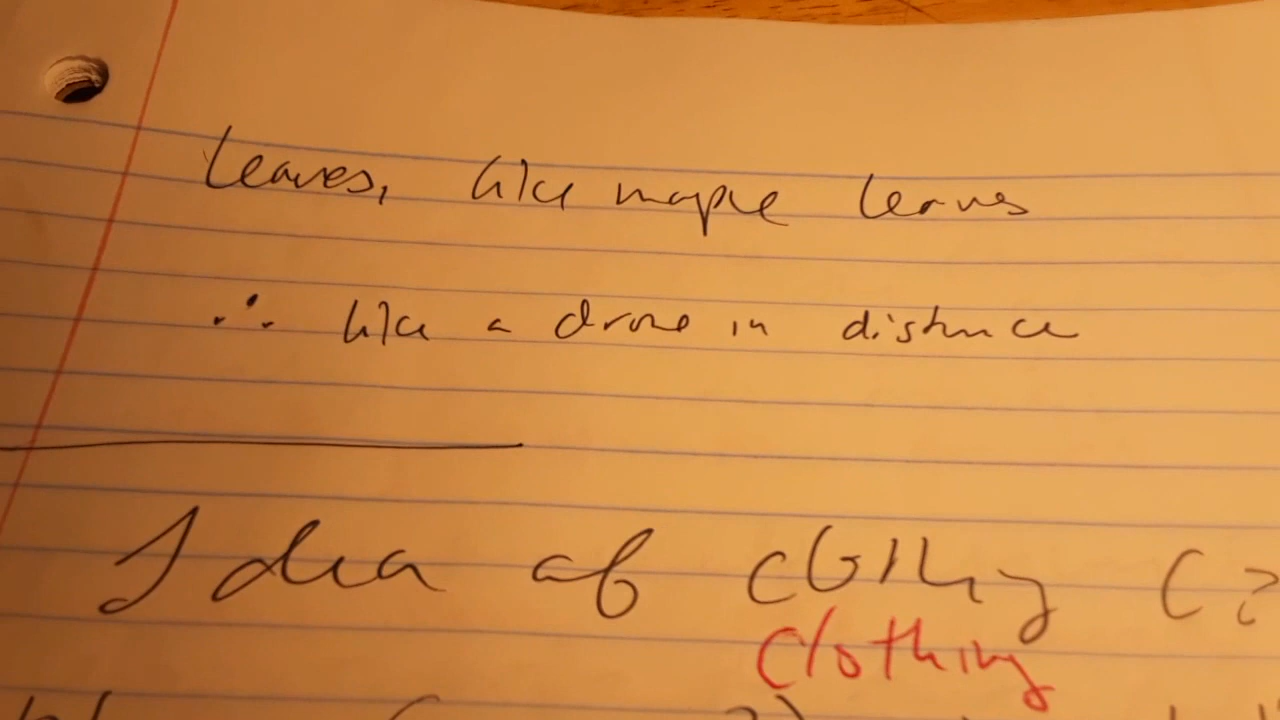 Leaves, like maple leaves
∴ like a drone in distance
Idea of clothing (?
Clothing